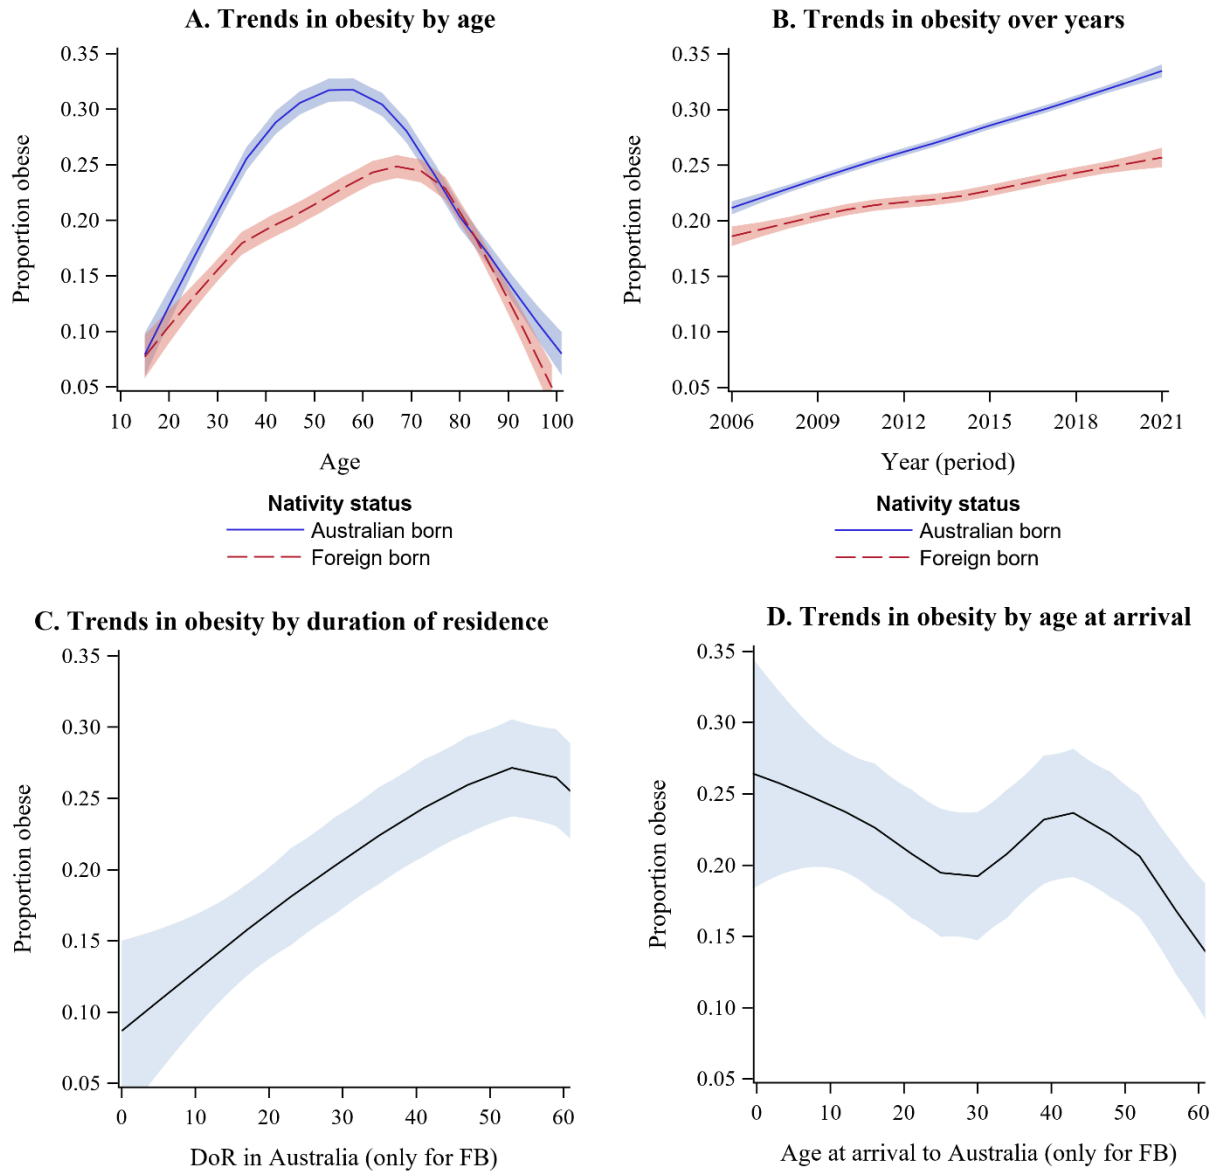 A. Trends in obesity by age
0.35
0.30
0.25
0.20
0.15
0.10
0.05
Proportion obese
10 20 30 40 50 60 70 80 90 100
Age
Nativity status
Australian born
Foreign born
B. Trends in obesity over years
0.35
0.30
0.25
0.20
0.15
0.10
0.05
Proportion obese
2006 2009 2012 2015 2018 2021
Year (period)
Nativity status
Australian born
Foreign born
C. Trends in obesity by duration of residence
0.35
0.30
0.25
0.20
0.15
0.10
0.05
Proportion obese
0 10 20 30 40 50 60
DoR in Australia (only for FB)
D. Trends in obesity by age at arrival
0.35
0.30
0.25
0.20
0.15
0.10
0.05
Proportion obese
0 10 20 30 40 50 60
Age at arrival to Australia (only for FB)